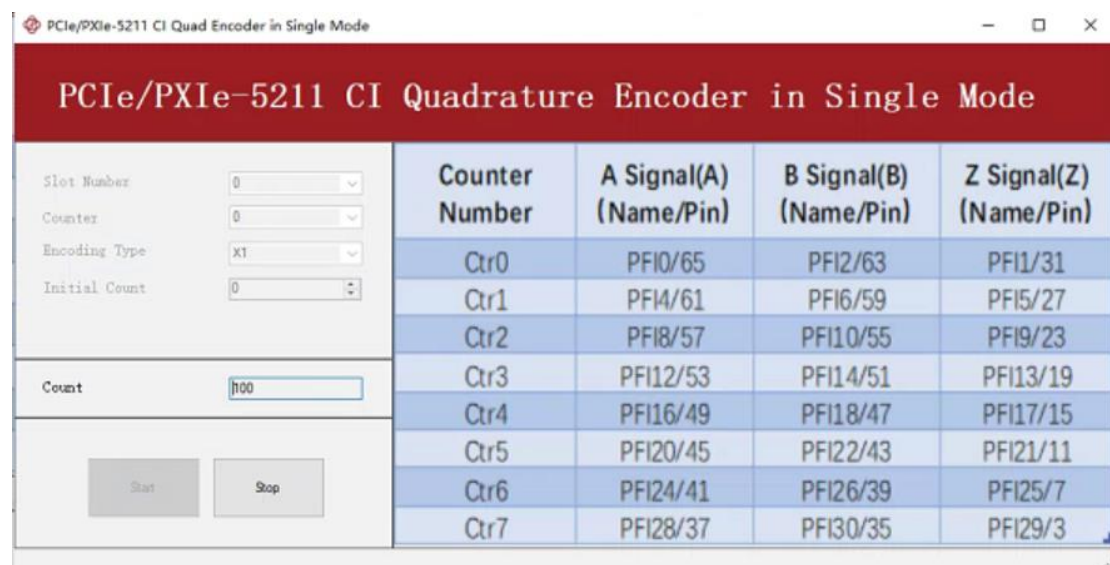 PCIe/PXIe-5211 CI Quad Encoder in Single Mode
PCIe/PXIe-5211 CI Quadrature Encoder in Single Mode
Slot Number 0
Counter 0
Encoding Type X1
Initial Count 0
Count 100
Start Stop
Counter Number A Signal(A) (Name/Pin) B Signal(B) (Name/Pin) Z Signal(Z) (Name/Pin)
Ctr0 PFI0/65 PFI2/63 PFI1/31
Ctr1 PFI4/61 PFI6/59 PFI5/27
Ctr2 PFI8/57 PFI10/55 PFI9/23
Ctr3 PFI12/53 PFI14/51 PFI13/19
Ctr4 PFI16/49 PFI18/47 PFI17/15
Ctr5 PFI20/45 PFI22/43 PFI21/11
Ctr6 PFI24/41 PFI26/39 PFI25/7
Ctr7 PFI28/37 PFI30/35 PFI29/3